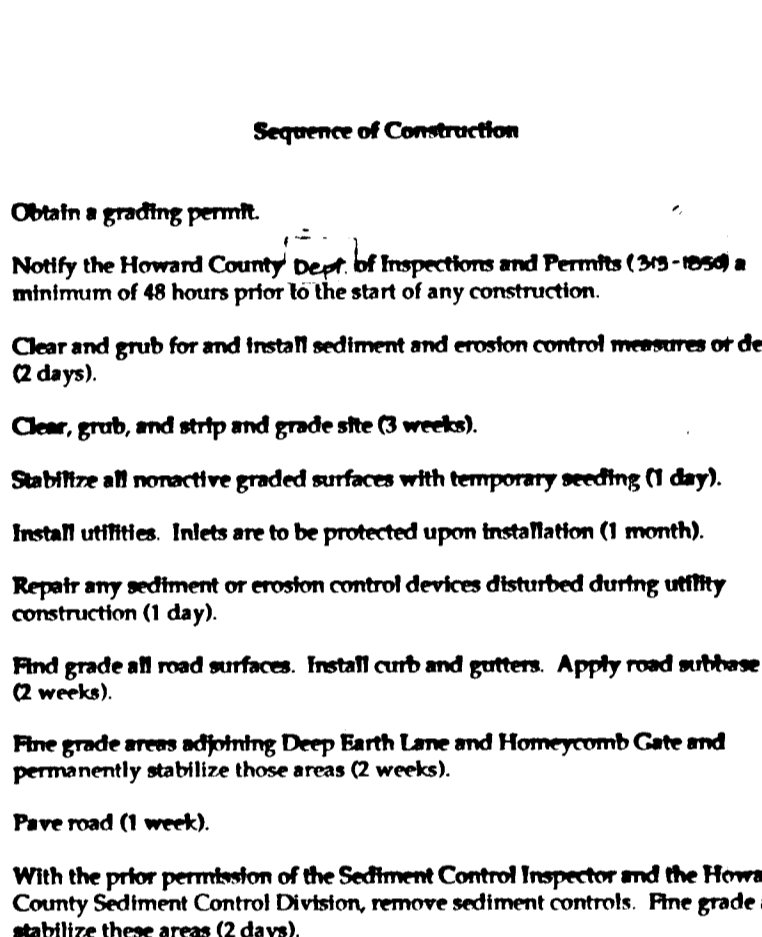 Sequence of Construction
Obtain a grading permit.
Notify the Howard County Dept. of Inspections and Permits (313-1850) a
minimum of 48 hours prior to the start of any construction.
Clear and grub for and install sediment and erosion control measures or de
(2 days).
Clear, grub, and strip and grade site (3 weeks).
Stabilize all nonactive graded surfaces with temporary seeding (1 day).
Install utilities. Inlets are to be protected upon installation (1 month).
Repair any sediment or erosion control devices disturbed during utility
construction (1 day).
Find grade all road surfaces. Install curb and gutters. Apply road subbase
(2 weeks).
Fine grade areas adjoining Deep Earth Lane and Homeycomb Gate and
permanently stabilize those areas (2 weeks).
Pave road (1 week).
With the prior permission of the Sediment Control Inspector and the Howa
County Sediment Control Division, remove sediment controls. Fine grade a
stabilize these areas (2 days).